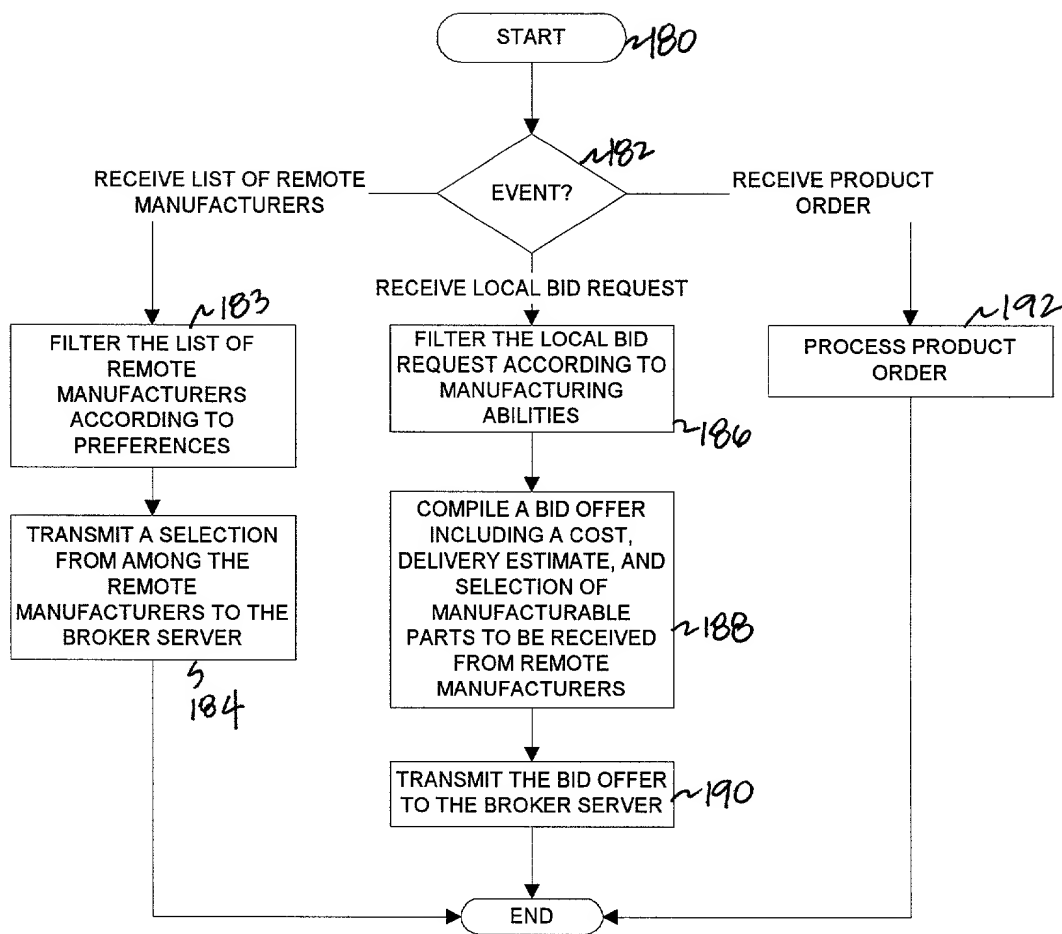 START
~180
~182
EVENT?
RECEIVE LIST OF REMOTE
MANUFACTURERS
RECEIVE PRODUCT
ORDER
RECEIVE LOCAL BID REQUEST
~183
FILTER THE LIST OF
REMOTE
MANUFACTURERS
ACCORDING TO
PREFERENCES
FILTER THE LOCAL BID
REQUEST ACCORDING TO
MANUFACTURING
ABILITIES
~186
~192
PROCESS PRODUCT
ORDER
TRANSMIT A SELECTION
FROM AMONG THE
REMOTE
MANUFACTURERS TO THE
BROKER SERVER
184
COMPILE A BID OFFER
INCLUDING A COST,
DELIVERY ESTIMATE, AND
SELECTION OF
MANUFACTURABLE
PARTS TO BE RECEIVED
FROM REMOTE
MANUFACTURERS
~188
TRANSMIT THE BID OFFER
TO THE BROKER SERVER
~190
END